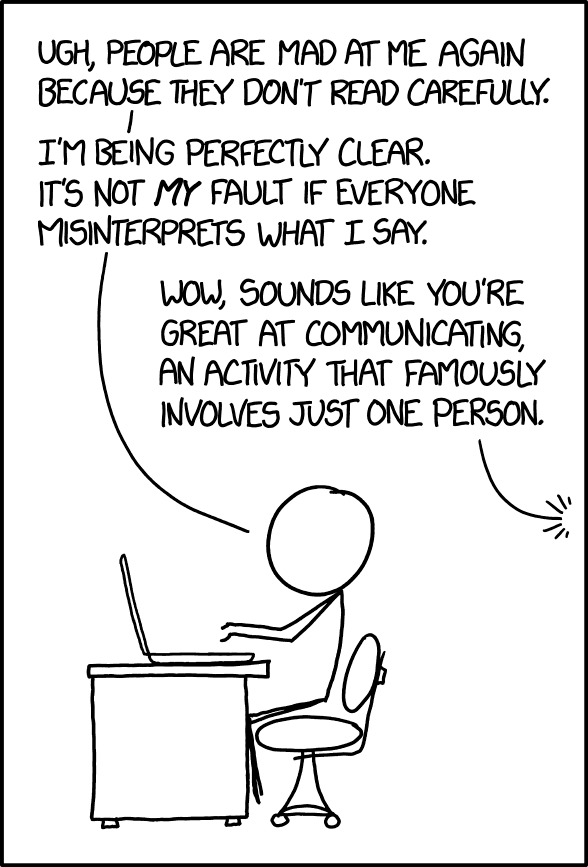 UGH, PEOPLE ARE MAD AT ME AGAIN
BECAUSE THEY DON'T READ CAREFULLY.
I'M BEING PERFECTLY CLEAR.
IT'S NOT MY FAULT IF EVERYONE
MISINTERPRETS WHAT I SAY.
WOW, SOUNDS LIKE YOU'RE
GREAT AT COMMUNICATING,
AN ACTIVITY THAT FAMOUSLY
INVOLVES JUST ONE PERSON.